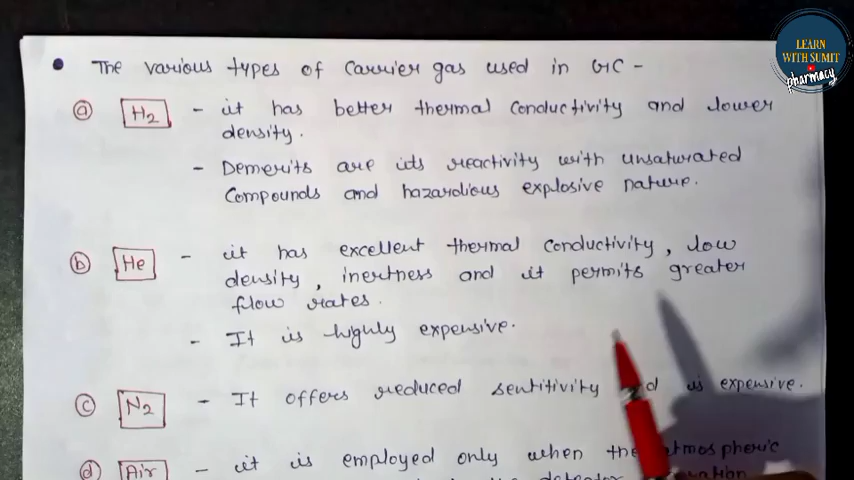 LEARN
WITH SUMIT
pharmacy
• The various types of carrier gas used in GC -
ⓐ H2 - it has better thermal conductivity and lower
density.
- Demerits are its reactivity with unsaturated
compounds and hazardious explosive nature.
ⓑ He - it has excellent thermal conductivity, low
density, inertness and it permits greater
flow rates.
- It is highly expensive.
ⓒ N2 - It offers reduced sentitivity is expensive.
ⓓ Air - it is employed only when the atmospheric